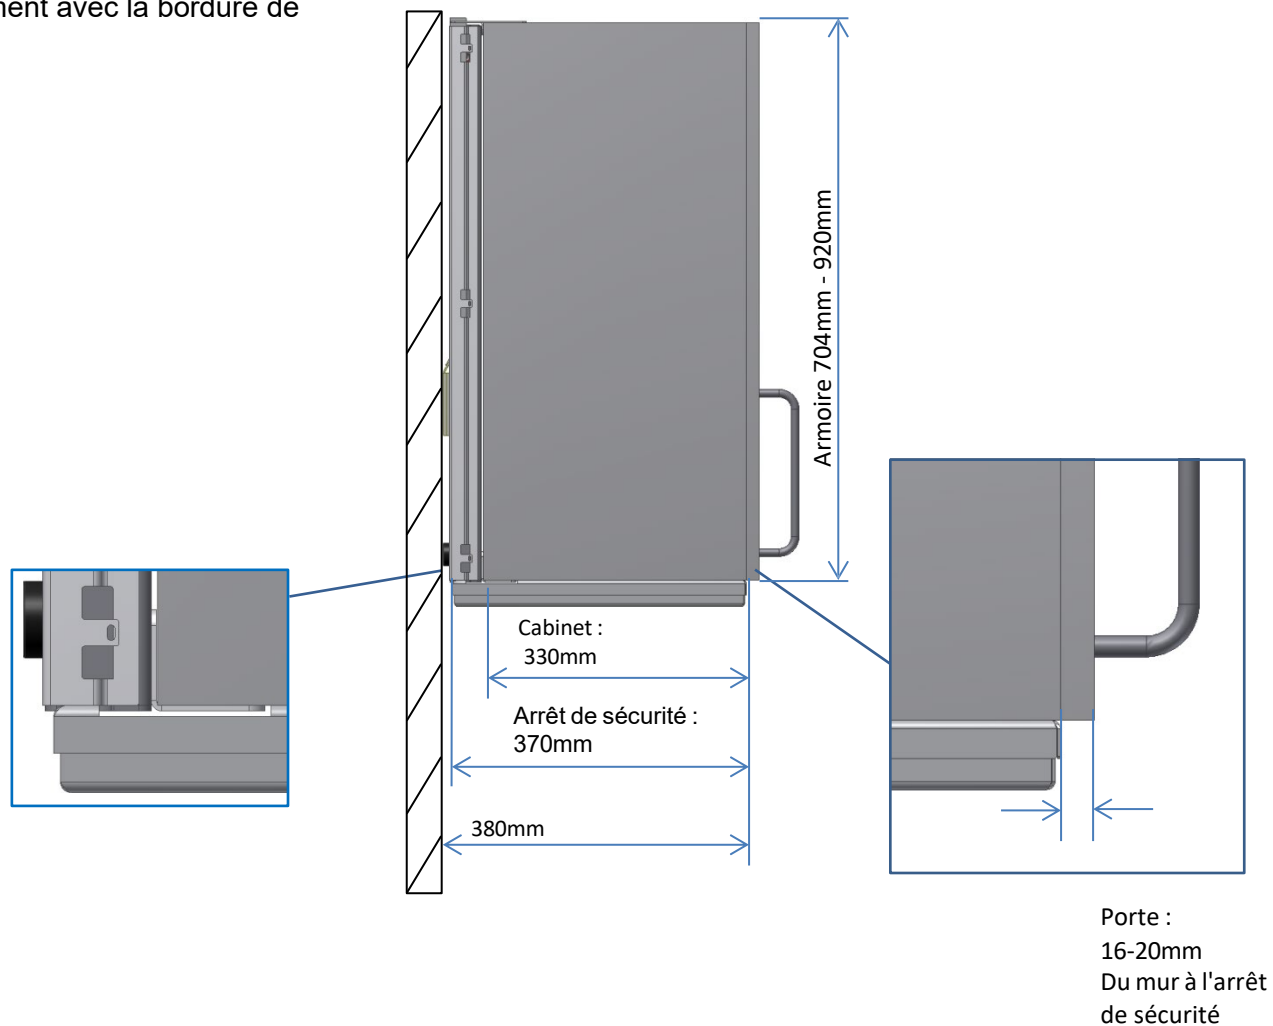 ment avec la bordure de
Armoire 704mm - 920mm
Cabinet :
330mm
Arrêt de sécurité :
370mm
380mm
Porte :
16-20mm
Du mur à l'arrêt
de sécurité